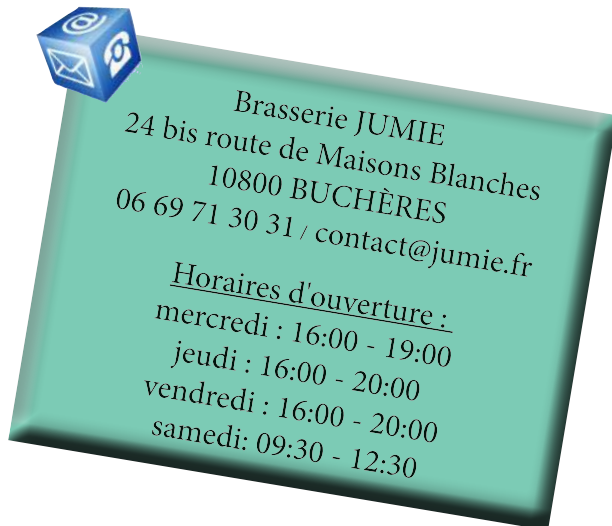 Brasserie JUMIE
24 bis route de Maisons Blanches
10800 BUCHÈRES
06 69 71 30 31 / contact@jumie.fr
Horaires d'ouverture :
mercredi : 16:00 - 19:00
jeudi : 16:00 - 20:00
vendredi : 16:00 - 20:00
samedi: 09:30 - 12:30